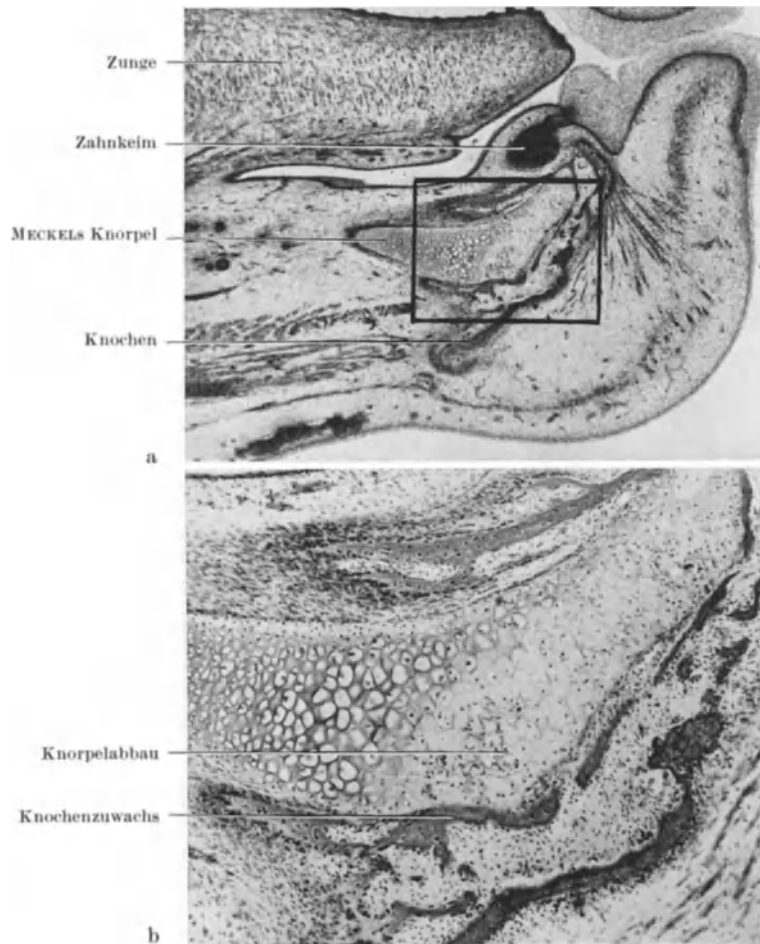 Zunge
Zahnkeim
MECKELS Knorpel
Knochen
a
Knorpelabbau
Knochenzuwachs
b